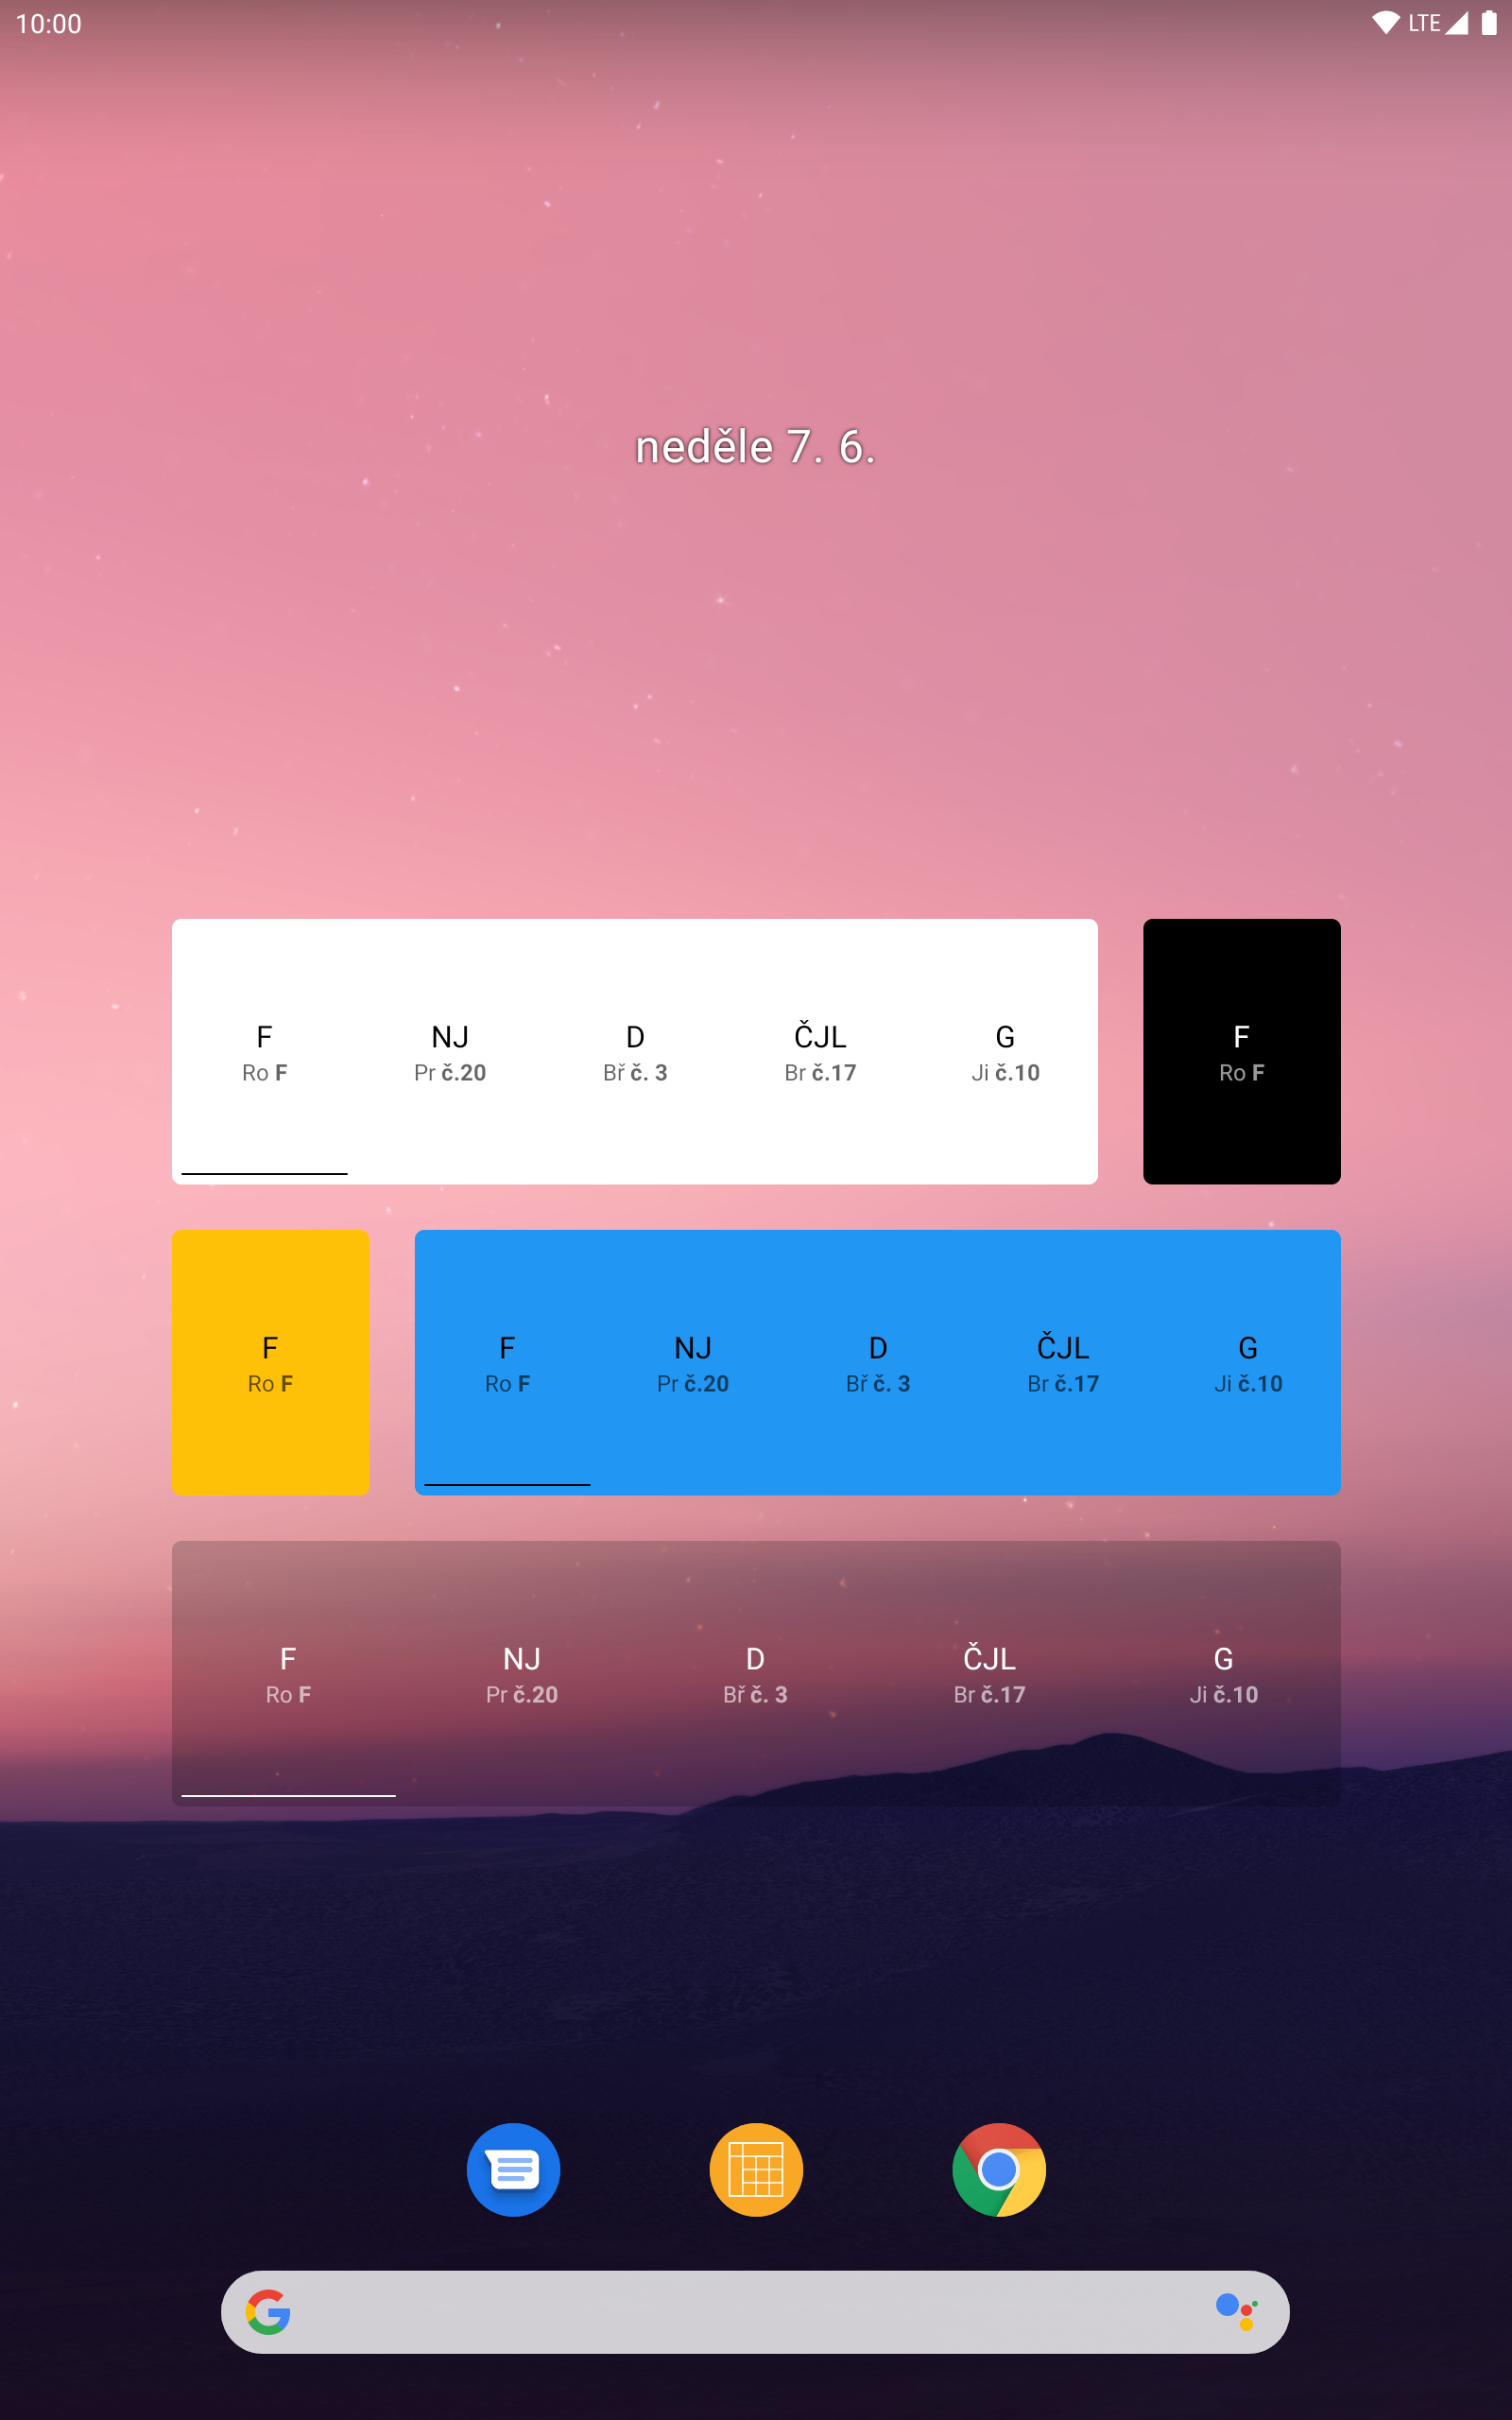 10:00 LTE
neděle 7. 6.
F NJ D ČJL G F
Ro F Pr č.20 Bř č. 3 Br č.17 Ji č.10 Ro F
F F NJ D ČJL G
Ro F Ro F Pr č.20 Bř č. 3 Br č.17 Ji č.10
F NJ D ČJL G
Ro F Pr č.20 Bř č. 3 Br č.17 Ji č.10